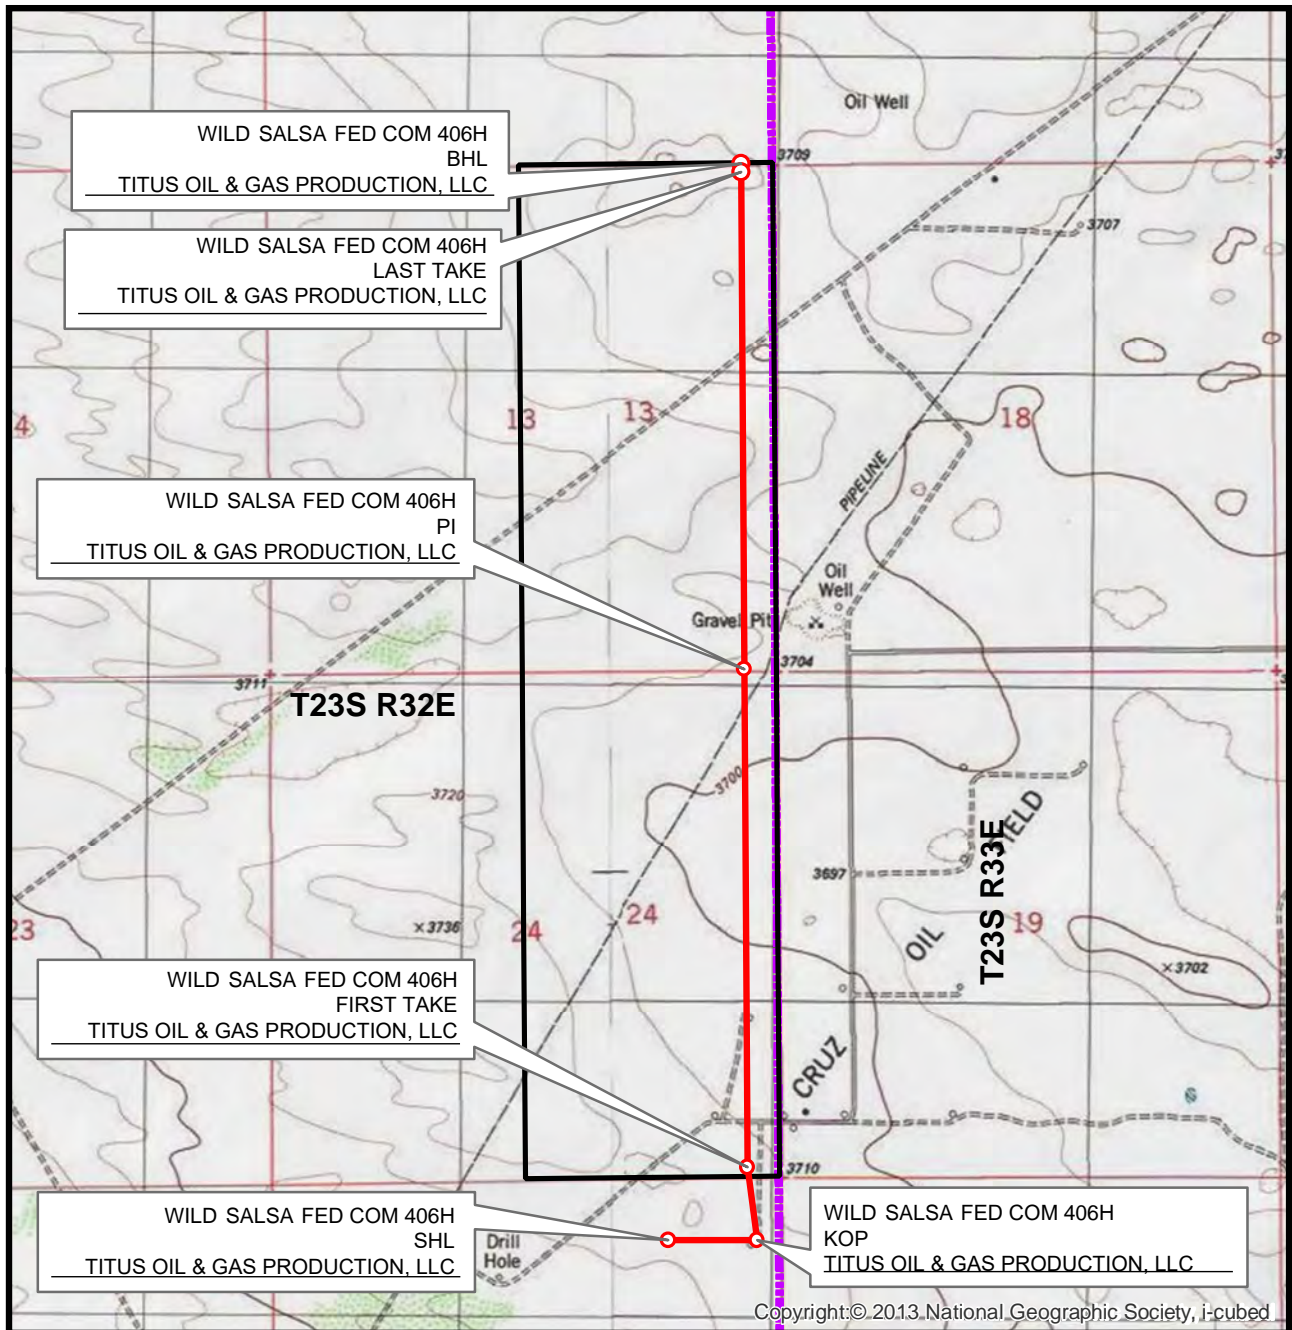 Oil Well
WILD SALSA FED COM 406H
BHL
TITUS OIL & GAS PRODUCTION, LLC
3709
3707
WILD SALSA FED COM 406H
LAST TAKE
TITUS OIL & GAS PRODUCTION, LLC
4
13
13
18
PIPELINE
WILD SALSA FED COM 406H
PI
TITUS OIL & GAS PRODUCTION, LLC
Oil
Well
Gravel Pit
3704
3711
T23S R32E
3700
3720
FIELD
T23S R33E
3697
23
×3736
24
24
OIL
19
×3702
WILD SALSA FED COM 406H
FIRST TAKE
TITUS OIL & GAS PRODUCTION, LLC
CRUZ
3710
WILD SALSA FED COM 406H
SHL
TITUS OIL & GAS PRODUCTION, LLC
Drill
Hole
WILD SALSA FED COM 406H
KOP
TITUS OIL & GAS PRODUCTION, LLC
Copyright:© 2013 National Geographic Society, i-cubed